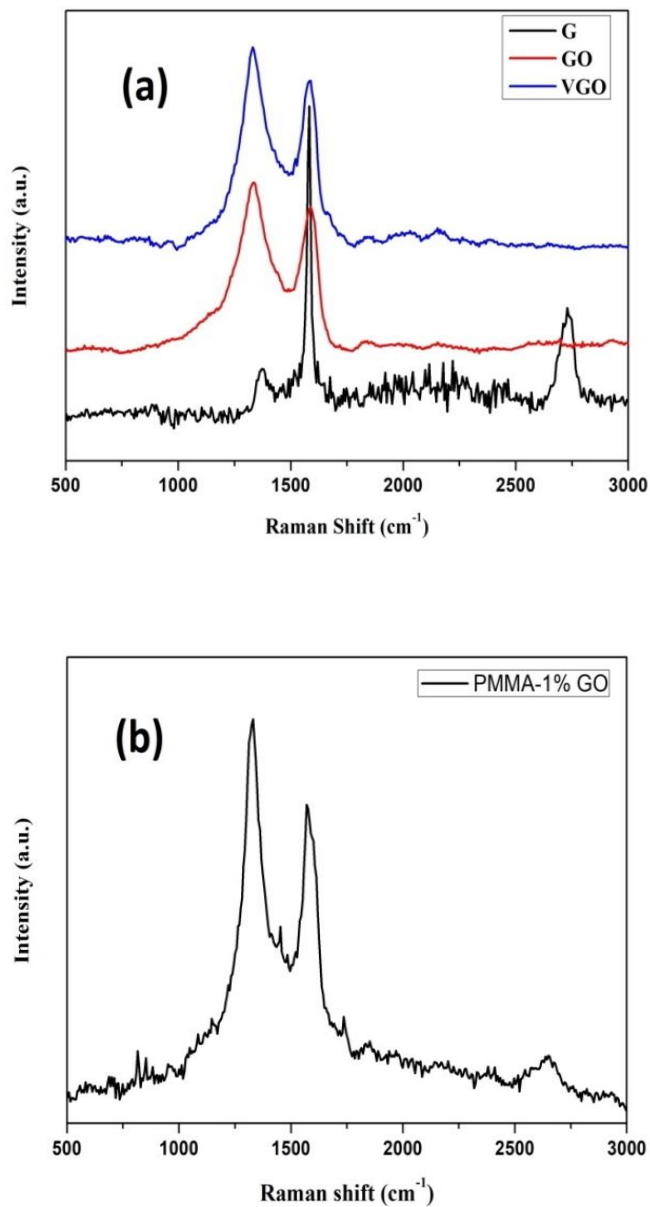 (a)
G
GO
VGO
Intensity (a.u.)
500 1000 1500 2000 2500 3000
Raman Shift (cm⁻¹)
(b)
PMMA-1% GO
Intensity (a.u.)
500 1000 1500 2000 2500 3000
Raman shift (cm⁻¹)